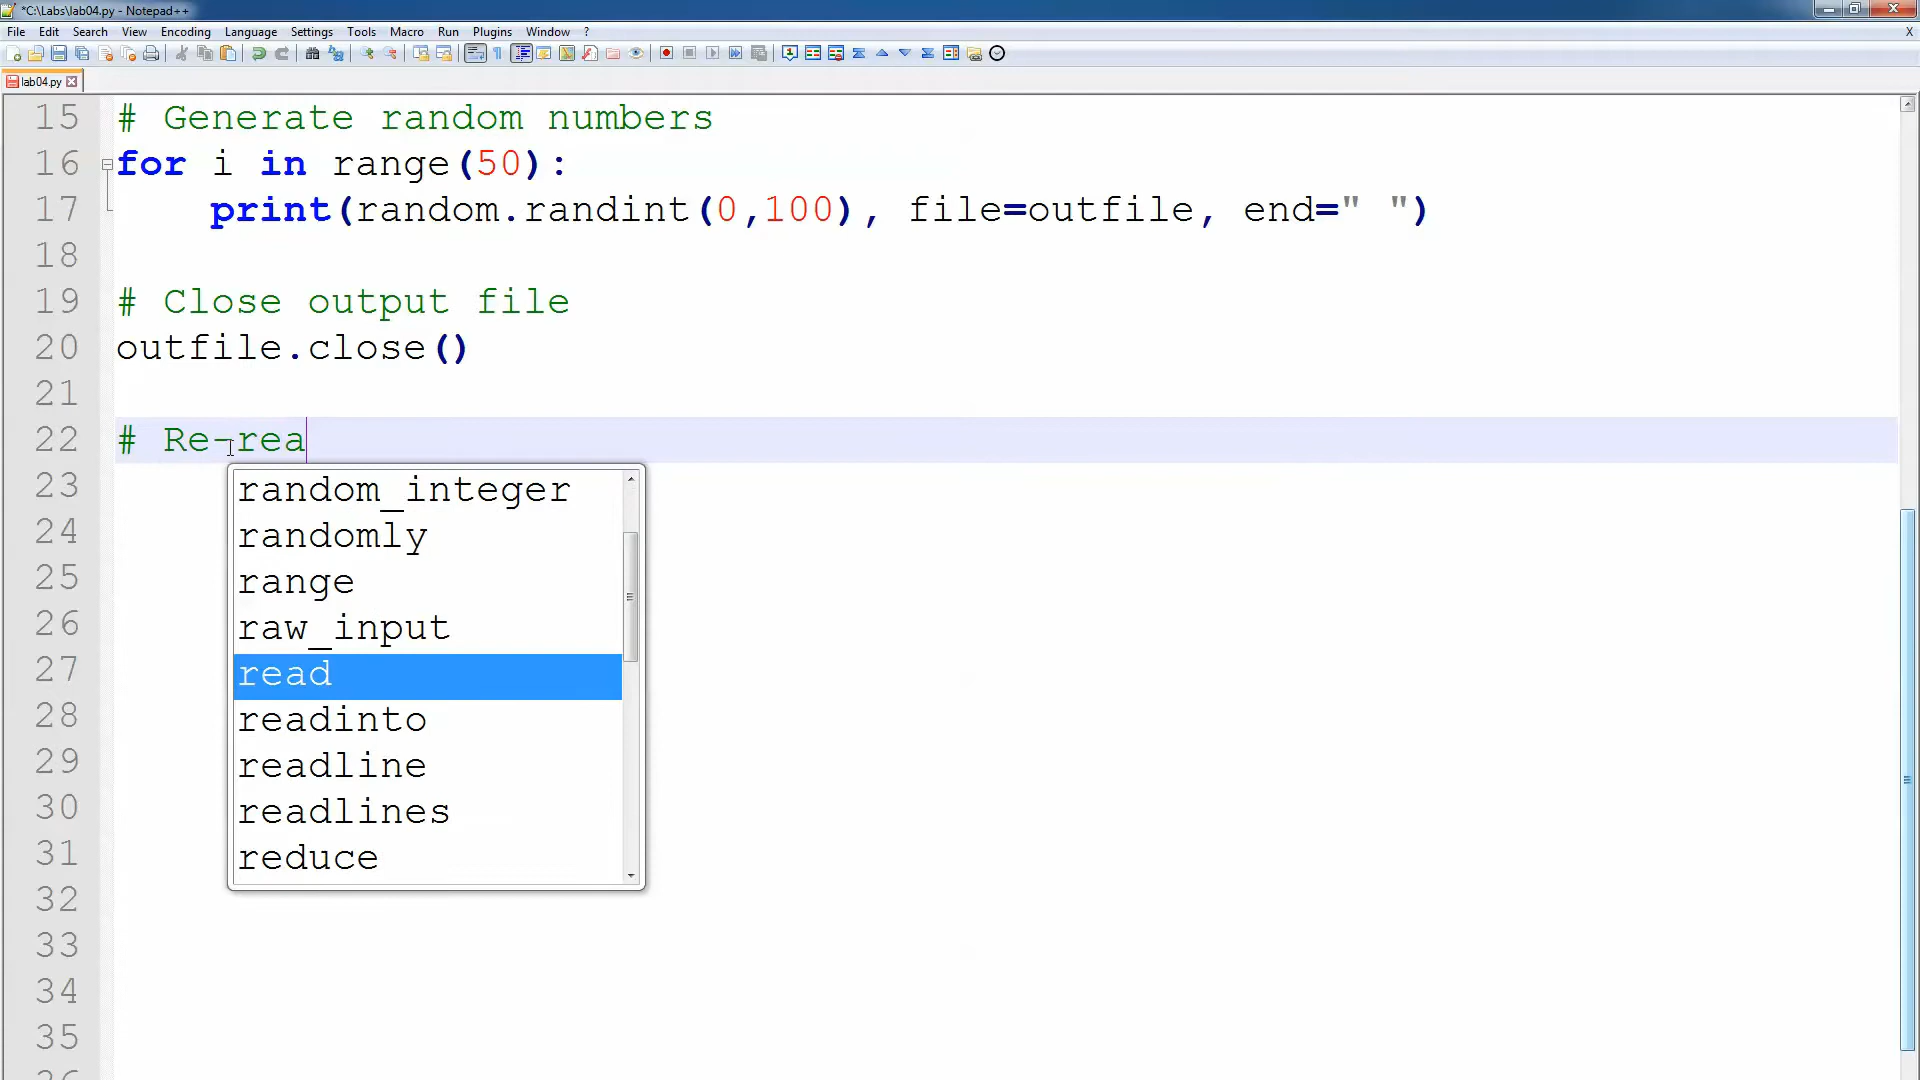 *C:\Labs\lab04.py - Notepad++
File Edit Search View Encoding Language Settings Tools Macro Run Plugins Window ? X
lab04.py
15 # Generate random numbers
16 for i in range(50):
17 print(random.randint(0,100), file=outfile, end=" ")
18
19 # Close output file
20 outfile.close()
21
22 # Re-rea
23 random_integer
24 randomly
25 range
26 raw_input
27 read
28 readinto
29 readline
30 readlines
31 reduce
32
33
34
35